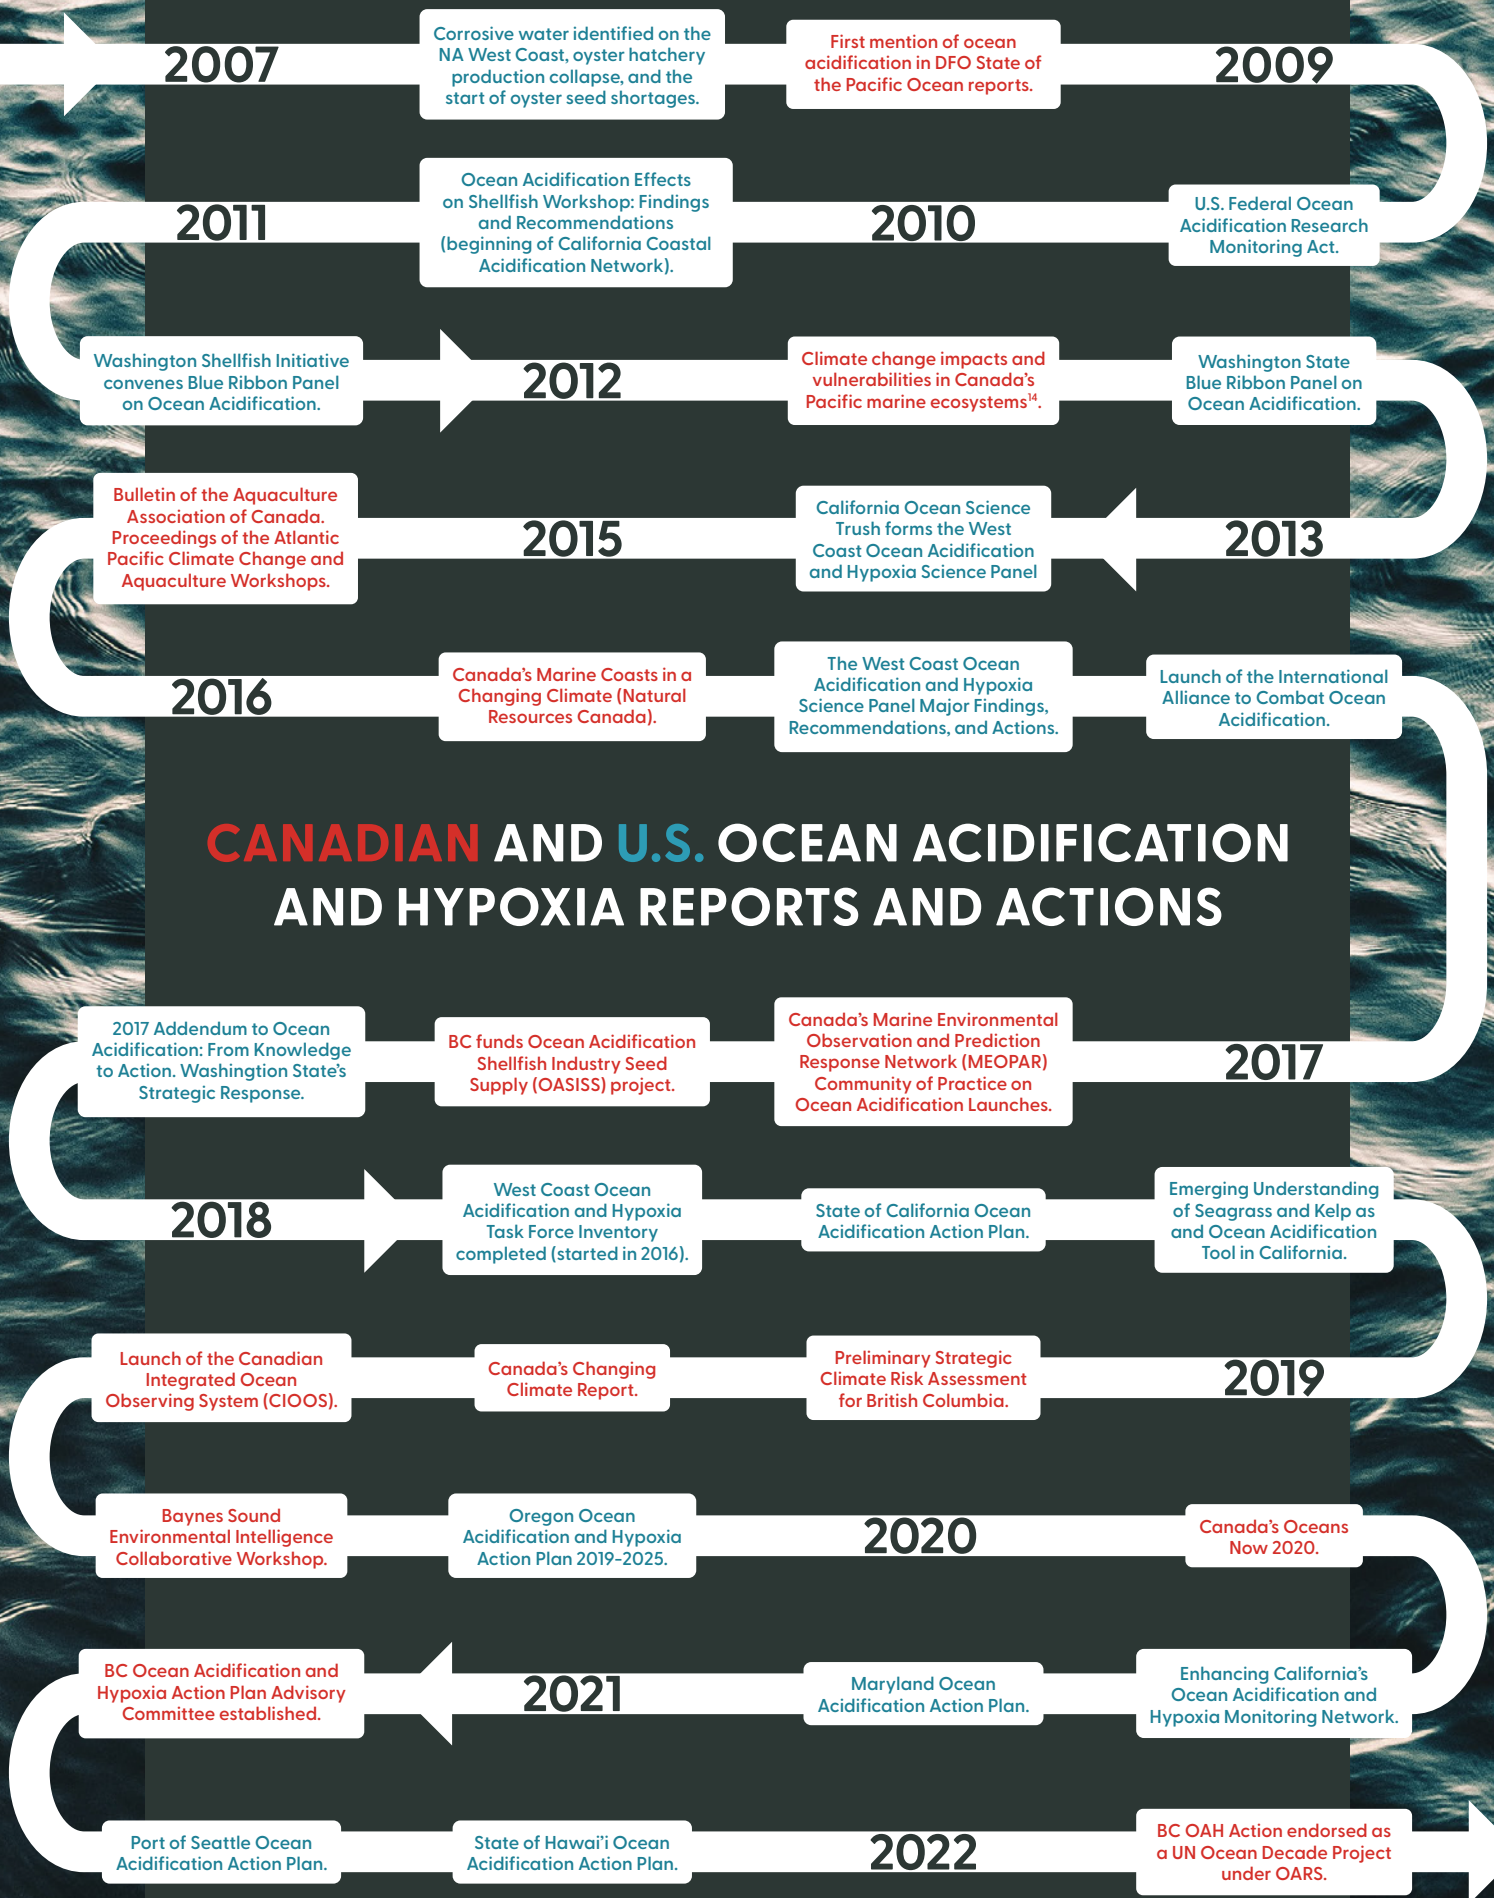 2007
Corrosive water identified on the
NA West Coast, oyster hatchery
production collapse, and the
start of oyster seed shortages.
First mention of ocean
acidification in DFO State of
the Pacific Ocean reports.
2009
U.S. Federal Ocean
Acidification Research
Monitoring Act.
2010
Ocean Acidification Effects
on Shellfish Workshop: Findings
and Recommendations
(beginning of California Coastal
Acidification Network).
2011
Washington Shellfish Initiative
convenes Blue Ribbon Panel
on Ocean Acidification.
2012
Climate change impacts and
vulnerabilities in Canada's
Pacific marine ecosystems¹⁴.
Washington State
Blue Ribbon Panel on
Ocean Acidification.
2013
California Ocean Science
Trush forms the West
Coast Ocean Acidification
and Hypoxia Science Panel
2015
Bulletin of the Aquaculture
Association of Canada.
Proceedings of the Atlantic
Pacific Climate Change and
Aquaculture Workshops.
2016
Canada's Marine Coasts in a
Changing Climate (Natural
Resources Canada).
The West Coast Ocean
Acidification and Hypoxia
Science Panel Major Findings,
Recommendations, and Actions.
Launch of the International
Alliance to Combat Ocean
Acidification.
CANADIAN AND U.S. OCEAN ACIDIFICATION
AND HYPOXIA REPORTS AND ACTIONS
2017
Canada's Marine Environmental
Observation and Prediction
Response Network (MEOPAR)
Community of Practice on
Ocean Acidification Launches.
BC funds Ocean Acidification
Shellfish Industry Seed
Supply (OASISS) project.
2017 Addendum to Ocean
Acidification: From Knowledge
to Action. Washingtion State's
Strategic Response.
2018
West Coast Ocean
Acidification and Hypoxia
Task Force Inventory
completed (started in 2016).
State of California Ocean
Acidification Action Plan.
Emerging Understanding
of Seagrass and Kelp as
and Ocean Acidification
Tool in California.
2019
Preliminary Strategic
Climate Risk Assessment
for British Columbia.
Canada's Changing
Climate Report.
Launch of the Canadian
Integrated Ocean
Observing System (CIOOS).
Baynes Sound
Environmental Intelligence
Collaborative Workshop.
Oregon Ocean
Acidification and Hypoxia
Action Plan 2019-2025.
2020
Canada's Oceans
Now 2020.
Enhancing California's
Ocean Acidification and
Hypoxia Monitoring Network.
Maryland Ocean
Acidification Action Plan.
2021
BC Ocean Acidification and
Hypoxia Action Plan Advisory
Committee established.
Port of Seattle Ocean
Acidification Action Plan.
State of Hawai'i Ocean
Acidification Action Plan.
2022
BC OAH Action endorsed as
a UN Ocean Decade Project
under OARS.